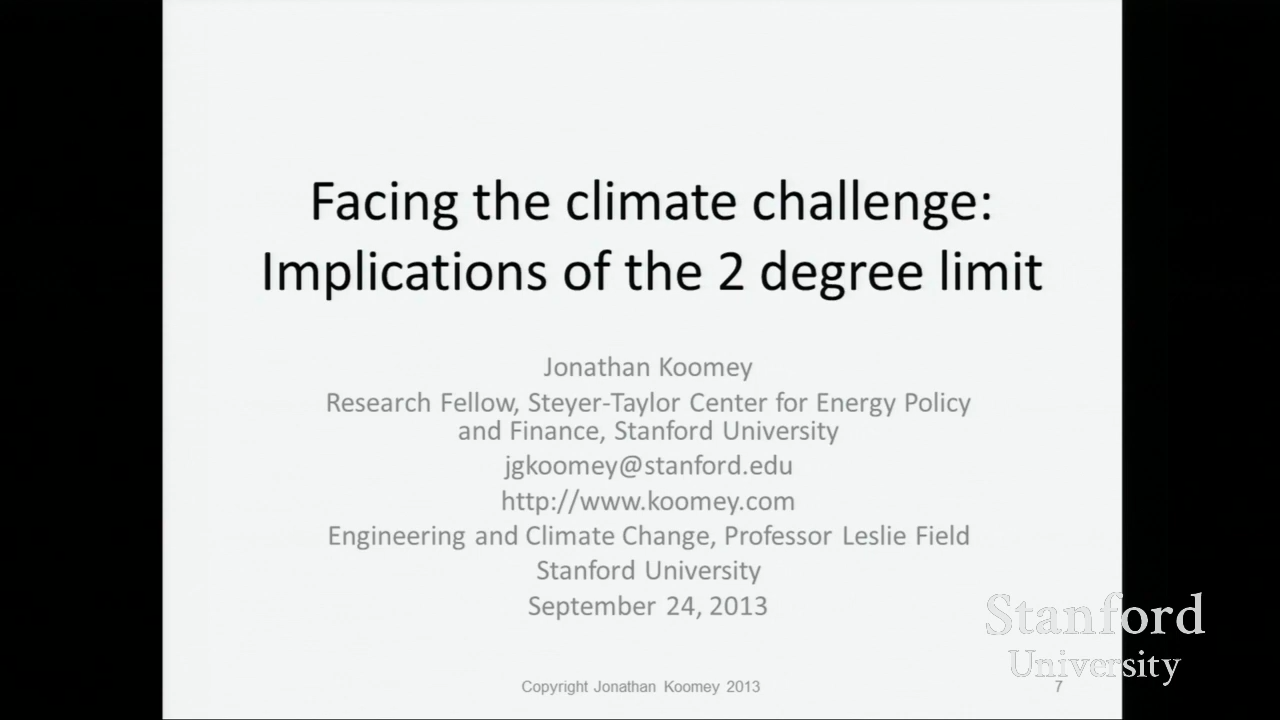 Facing the climate challenge:
Implications of the 2 degree limit
Jonathan Koomey
Research Fellow, Steyer-Taylor Center for Energy Policy
and Finance, Stanford University
jgkoomey@stanford.edu
http://www.koomey.com
Engineering and Climate Change, Professor Leslie Field
Stanford University
September 24, 2013
Stanford
University
Copyright Jonathan Koomey 2013
7